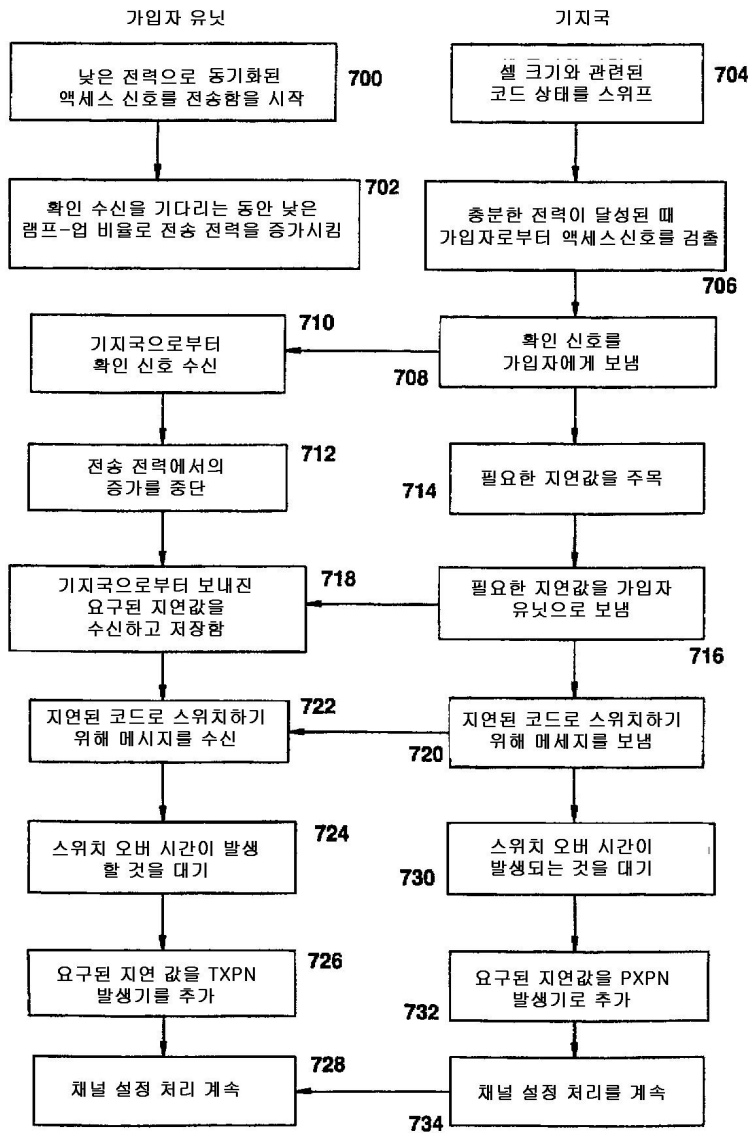 가입자 유닛
기지국
낮은 전력으로 동기화된
액세스 신호를 전송함을 시작
700
셀 크기와 관련된
코드 상태를 스위프
704
확인 수신을 기다리는 동안 낮은
램프-업 비율로 전송 전력을 증가시킴
702
충분한 전력이 달성된 때
가입자로부터 액세스신호를 검출
706
기지국으로부터
확인 신호 수신
710
확인 신호를
가입자에게 보냄
708
전송 전력에서의
증가를 중단
712
필요한 지연값을 주목
714
기지국으로부터 보내진
요구된 지연값을
수신하고 저장함
718
필요한 지연값을 가입자
유닛으로 보냄
716
지연된 코드로 스위치하기
위해 메시지를 수신
722
지연된 코드로 스위치하기
위해 메세지를 보냄
720
스위치 오버 시간이 발생
할 것을 대기
724
스위치 오버 시간이
발생되는 것을 대기
730
요구된 지연 값을 TXPN
발생기를 추가
726
요구된 지연값을 PXPN
발생기로 추가
732
채널 설정 처리 계속
728
채널 설정 처리를 계속
734